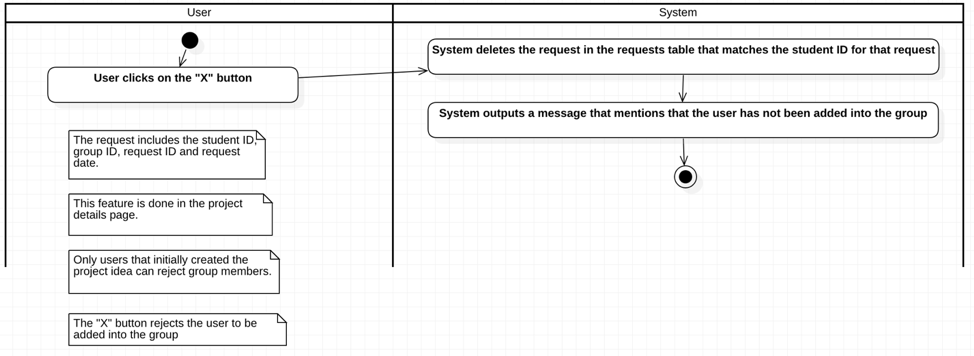 User
System
User clicks on the "X" button
System deletes the request in the requests table that matches the student ID for that request
System outputs a message that mentions that the user has not been added into the group
The request includes the student ID,
group ID, request ID and request
date.
This feature is done in the project
details page.
Only users that initially created the
project idea can reject group members.
The "X" button rejects the user to be
added into the group